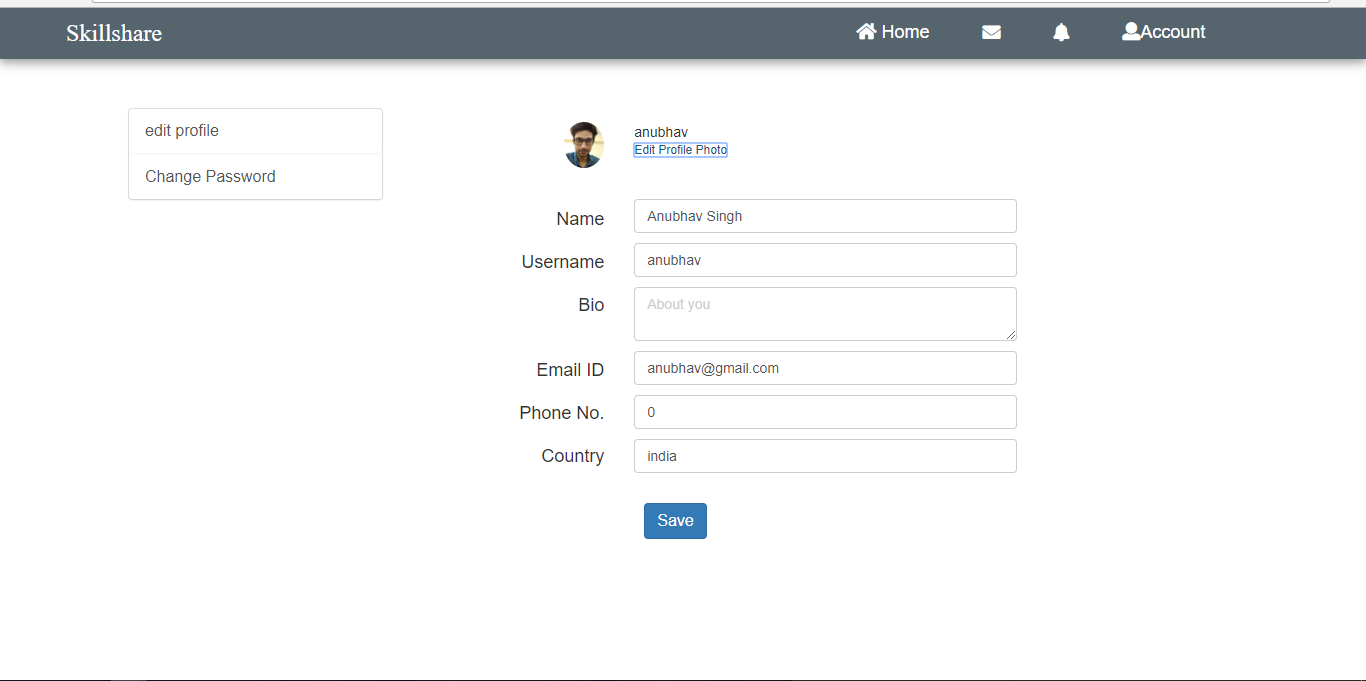 Skillshare Home Account
edit profile
Change Password
anubhav
Edit Profile Photo
Name Anubhav Singh
Username anubhav
Bio About you
Email ID anubhav@gmail.com
Phone No. 0
Country india
Save